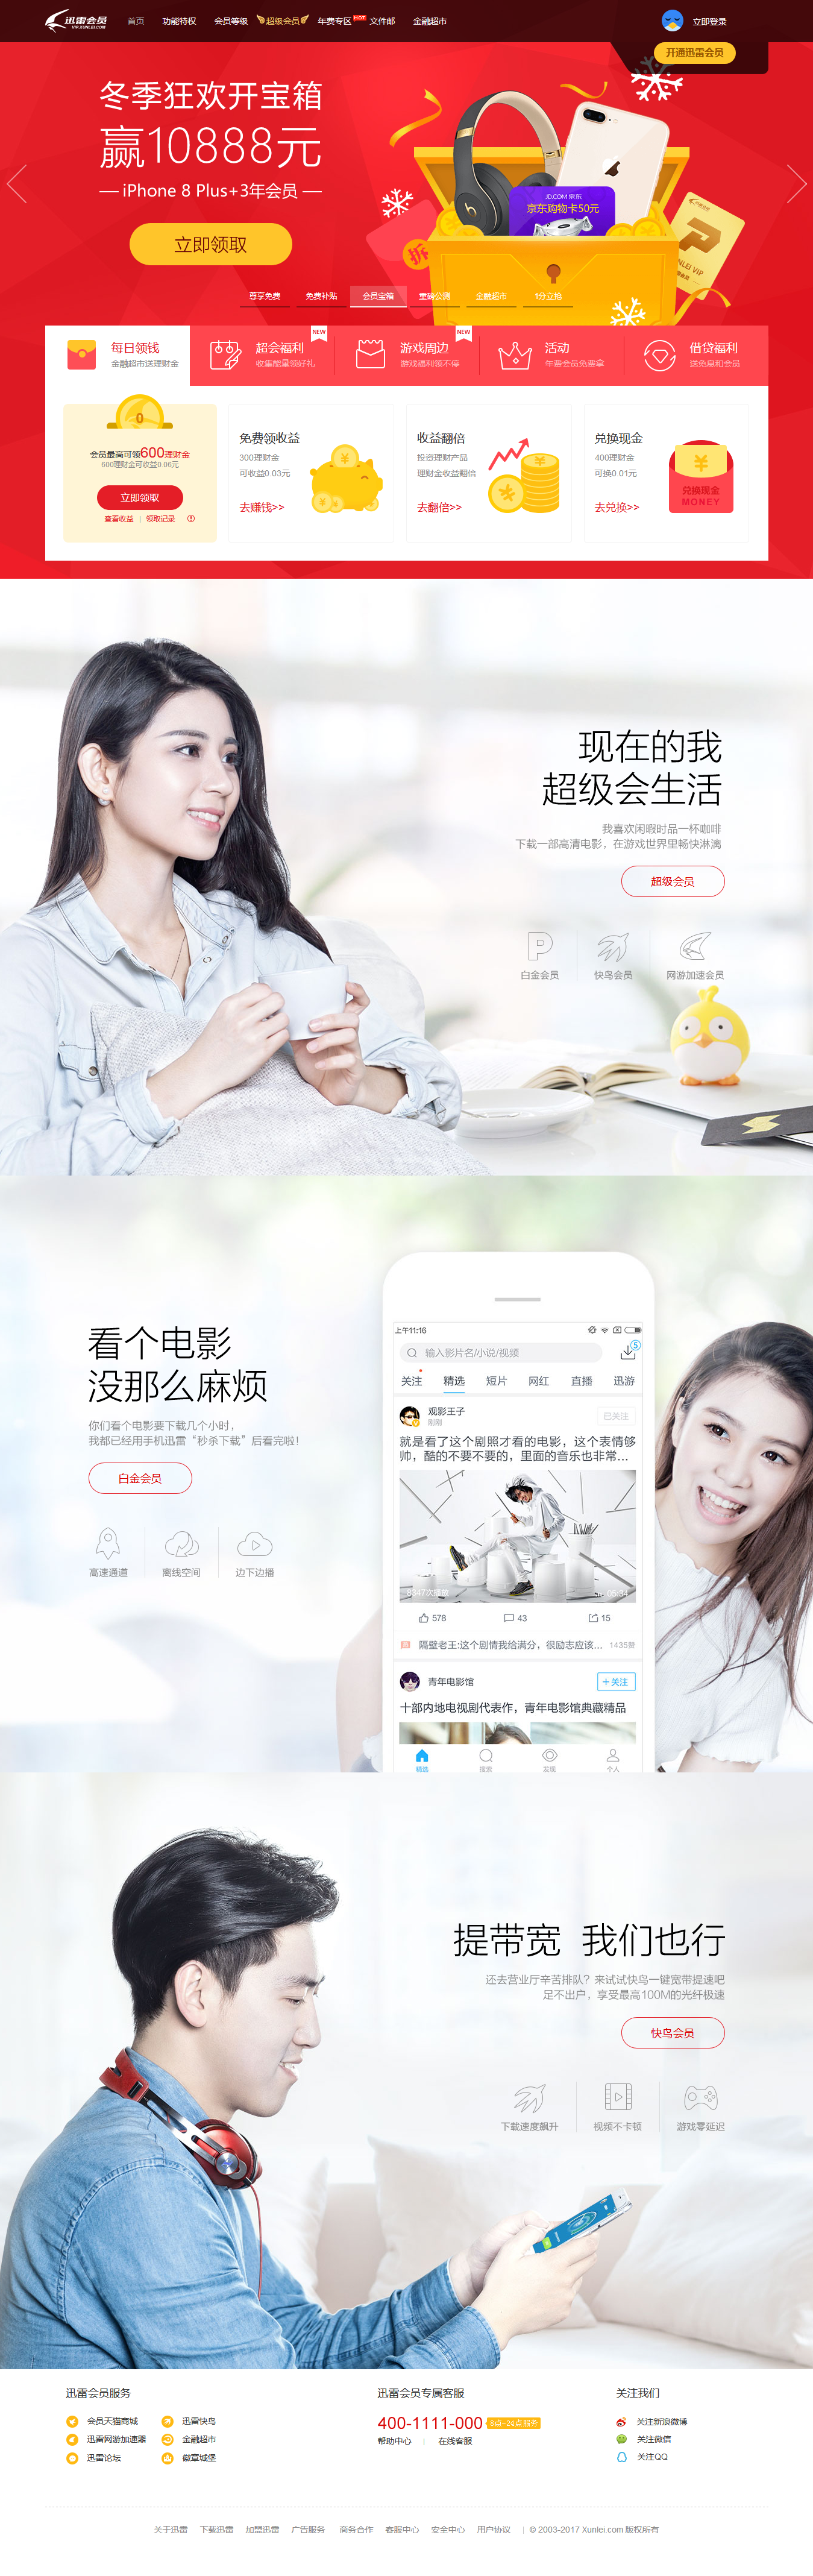 迅雷会员
VIP.XUNLEI.COM
首页 功能特权 会员等级 超级会员 年费专区 HOT 文件邮 金融超市
立即登录
开通迅雷会员
冬季狂欢开宝箱
赢10888元
— iPhone 8 Plus+3年会员 —
立即领取
JD.COM 京东
京东购物卡50元
拆
XUNLEI VIP
尊享免费 免费补贴 会员宝箱 重磅公测 金融超市 1分立抢
每日领钱
金融超市送理财金
超会福利 NEW
收集能量领好礼
游戏周边 NEW
游戏福利领不停
活动
年费会员免费拿
借贷福利
送免息和会员
0
会员最高可领600理财金
600理财金可收益0.06元
立即领取
查看收益 | 领取记录
免费领收益
300理财金
可收益0.03元
去赚钱>>
收益翻倍
投资理财产品
理财金收益翻倍
去翻倍>>
兑换现金
400理财金
可换0.01元
去兑换>>
兑换现金
MONEY
现在的我
超级会生活
我喜欢闲暇时品一杯咖啡
下载一部高清电影，在游戏世界里畅快淋漓
超级会员
白金会员 快鸟会员 网游加速会员
看个电影
没那么麻烦
你们看个电影要下载几个小时，
我都已经用手机迅雷“秒杀下载”后看完啦！
白金会员
高速通道 离线空间 边下边播
上午11:16
输入影片名/小说/视频
5
关注 精选 短片 网红 直播 迅游
观影王子
刚刚
已关注
就是看了这个剧照才看的电影，这个表情够
帅，酷的不要不要的，里面的音乐也非常...
8347次播放
05:34
578 43 15
隔壁老王:这个剧情我给满分，很励志应该... 1435赞
青年电影馆
+关注
十部内地电视剧代表作，青年电影馆典藏精品
精选 搜索 发现 个人
提带宽 我们也行
还去营业厅辛苦排队？来试试快鸟一键宽带提速吧
足不出户，享受最高100M的光纤极速
快鸟会员
下载速度飙升 视频不卡顿 游戏零延迟
迅雷会员服务
会员天猫商城 迅雷快鸟
迅雷网游加速器 金融超市
迅雷论坛 徽章城堡
迅雷会员专属客服
400-1111-000 8点-24点 服务
帮助中心 | 在线客服
关注我们
关注新浪微博
关注微信
关注QQ
关于迅雷 下载迅雷 加盟迅雷 广告服务 商务合作 客服中心 安全中心 用户协议 | © 2003-2017 Xunlei.com 版权所有